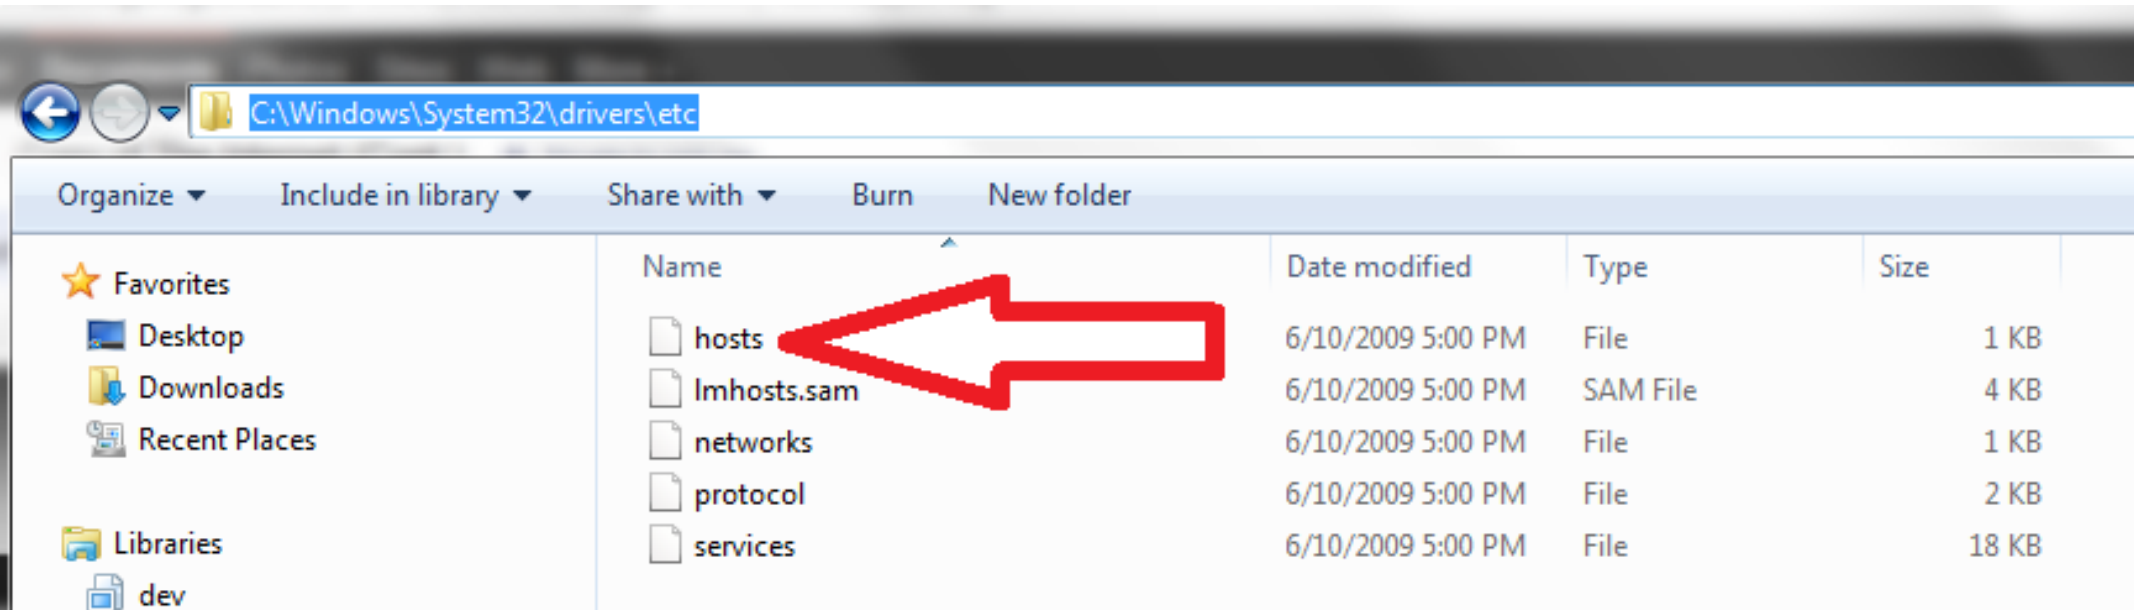 C:\Windows\System32\drivers\etc
Organize Include in library Share with Burn New folder
Favorites
Desktop
Downloads
Recent Places
Libraries
dev
Name Date modified Type Size
hosts 6/10/2009 5:00 PM File 1 KB
lmhosts.sam 6/10/2009 5:00 PM SAM File 4 KB
networks 6/10/2009 5:00 PM File 1 KB
protocol 6/10/2009 5:00 PM File 2 KB
services 6/10/2009 5:00 PM File 18 KB